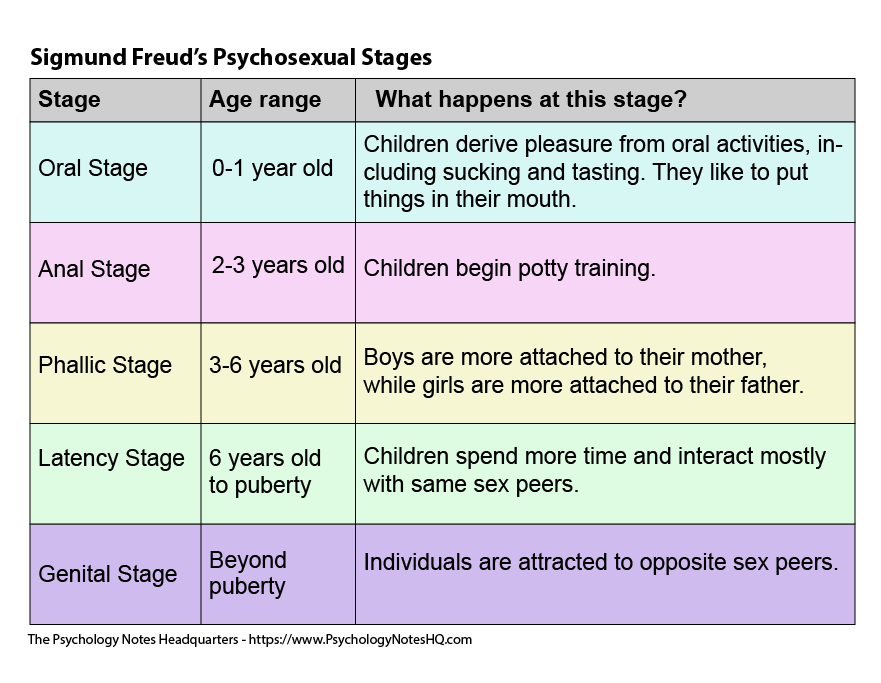 Sigmund Freud’s Psychosexual Stages
Stage Age range What happens at this stage?
Oral Stage
0-1 year old
Children derive pleasure from oral activities, in-
cluding sucking and tasting. They like to put
things in their mouth.
Anal Stage
2-3 years old
Children begin potty training.
Phallic Stage
3-6 years old
Boys are more attached to their mother,
while girls are more attached to their father.
Latency Stage
6 years old
to puberty
Children spend more time and interact mostly
with same sex peers.
Genital Stage
Beyond
puberty
Individuals are attracted to opposite sex peers.
The Psychology Notes Headquarters - https://www.PsychologyNotesHQ.com